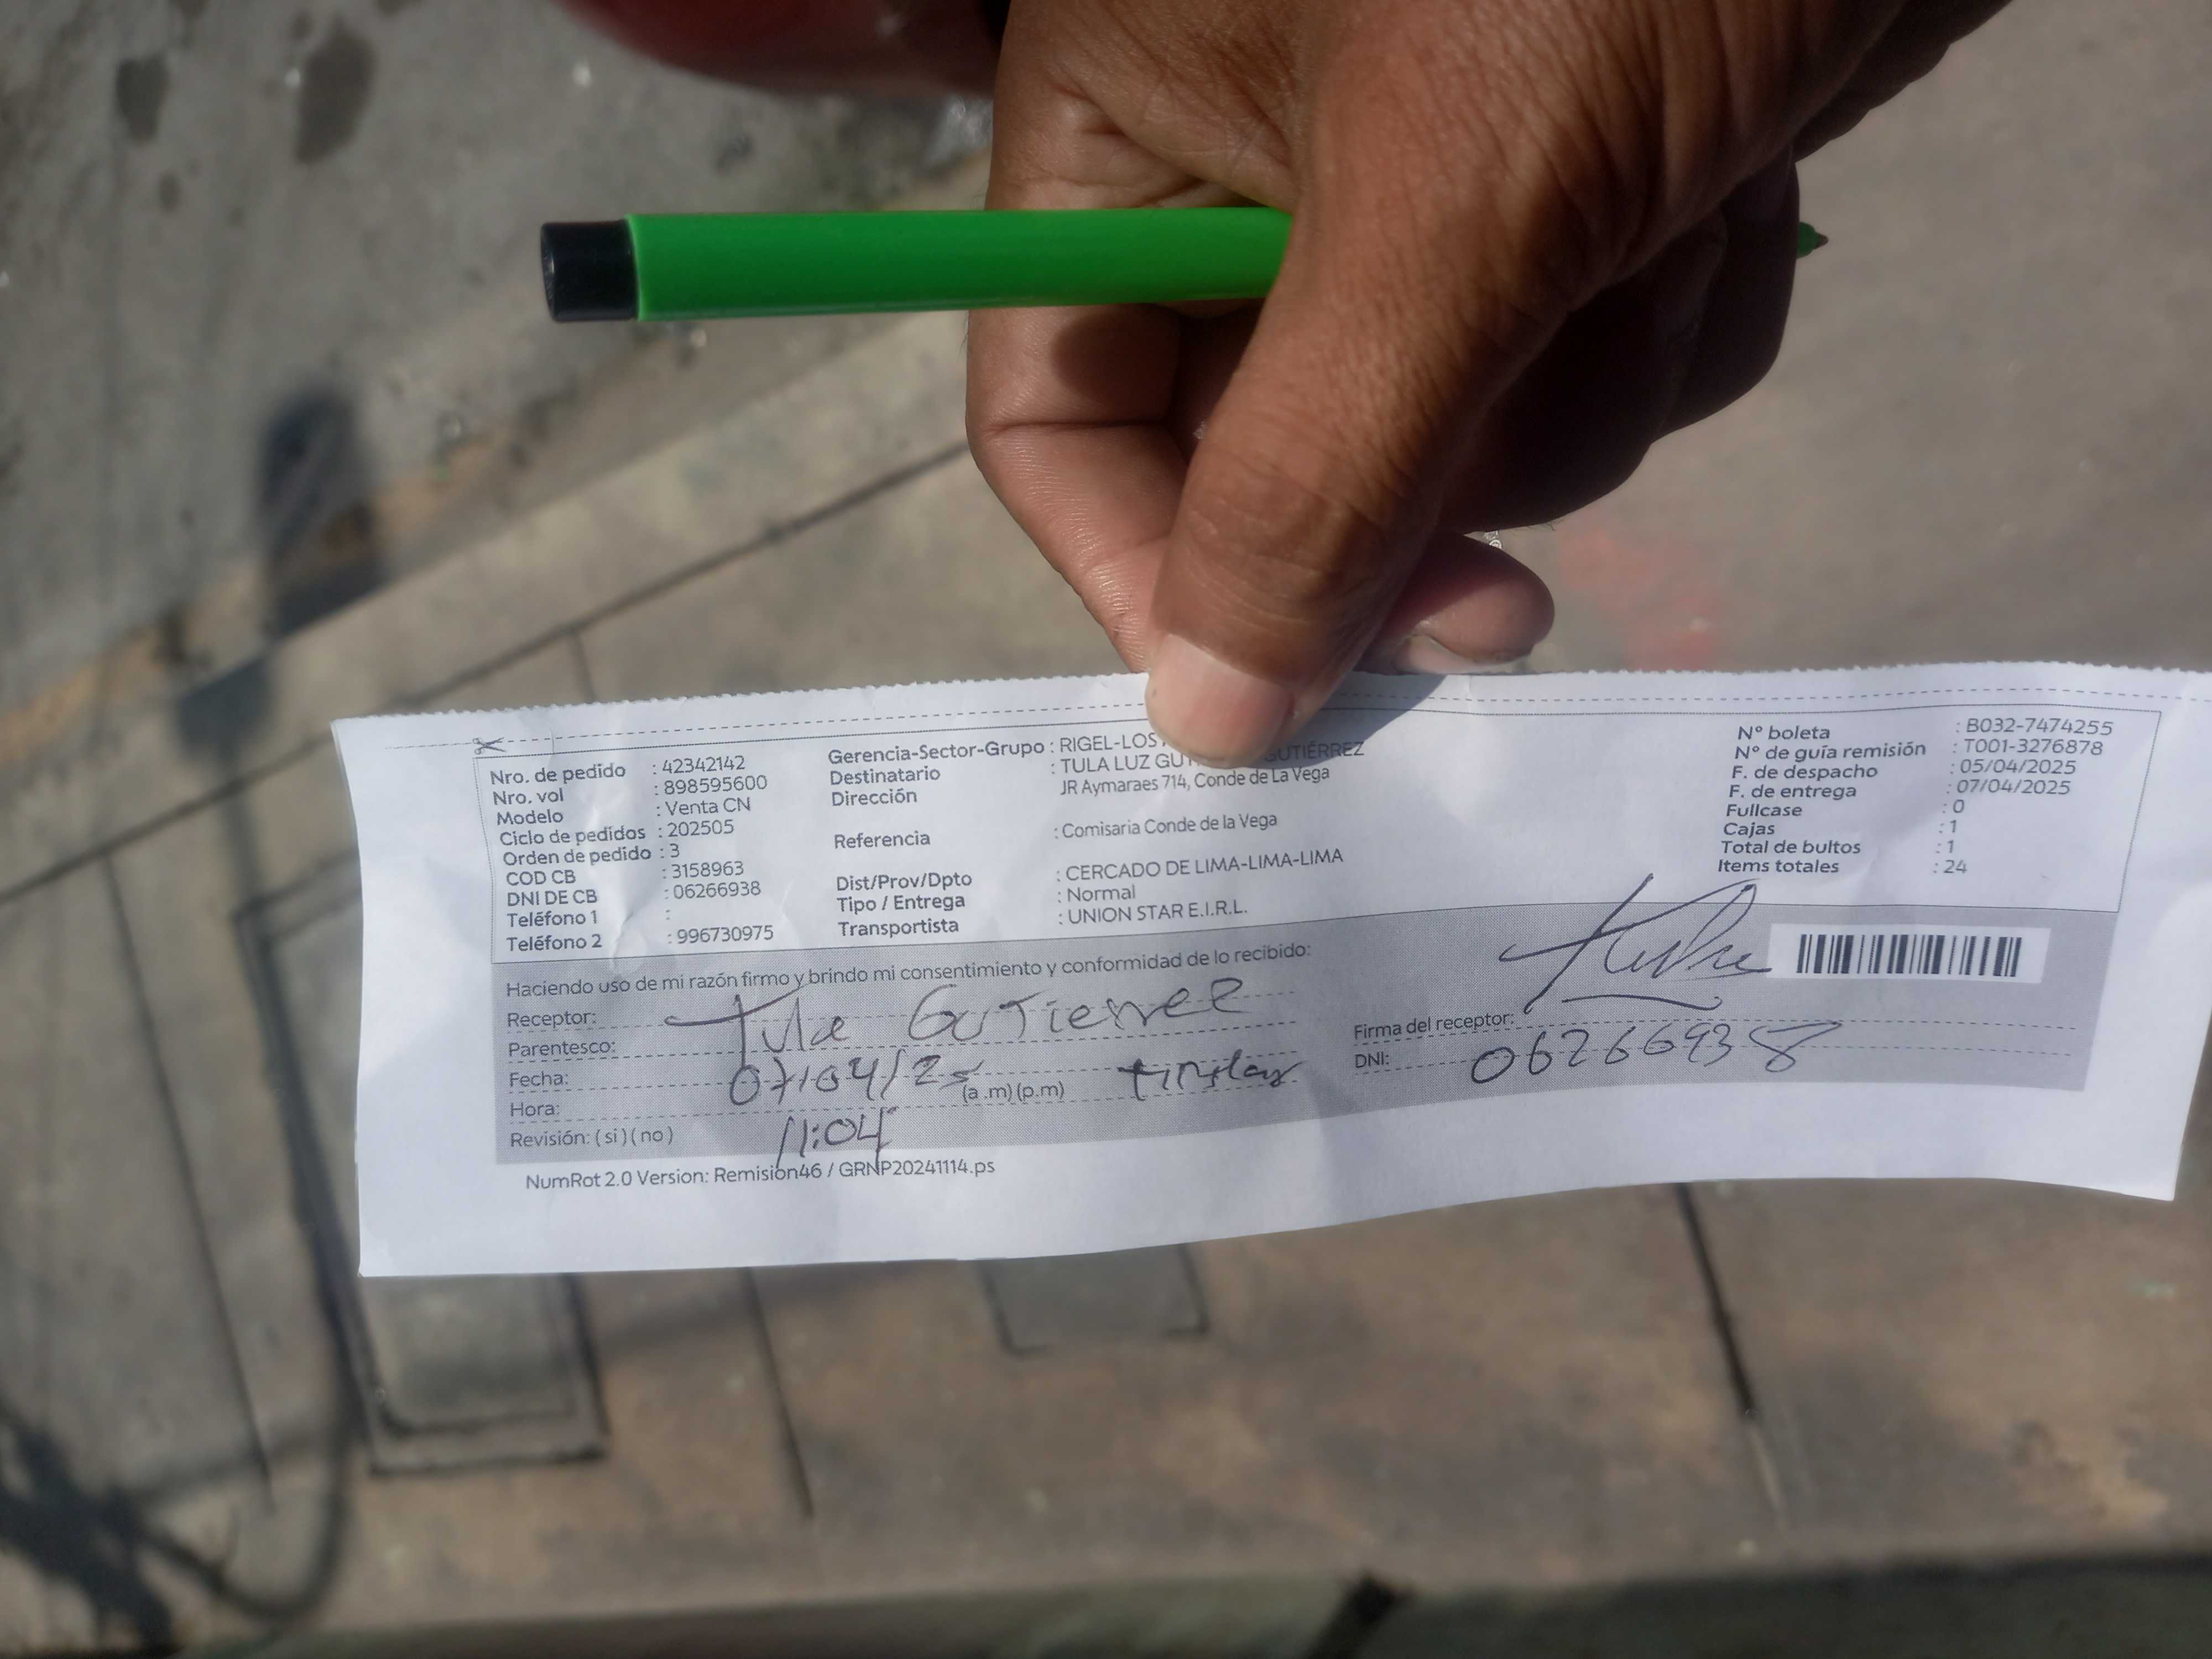 Nro. de pedido : 42342142
Nro. vol : 898595600
Modelo : Venta CN
Ciclo de pedidos : 202505
Orden de pedido : 3
COD CB : 3158963
DNI DE CB : 06266938
Teléfono 1 :
Teléfono 2 : 996730975
Gerencia-Sector-Grupo : RIGEL-LOS
Destinatario : TULA LUZ GUTIÉRREZ
Dirección JR Aymaraes 714, Conde de La Vega
Referencia : Comisaria Conde de la Vega
Dist/Prov/Dpto : CERCADO DE LIMA-LIMA-LIMA
Tipo / Entrega : Normal
Transportista : UNION STAR E.I.R.L.
N° boleta : B032-7474255
N° de guía remisión : T001-3276878
F. de despacho : 05/04/2025
F. de entrega : 07/04/2025
Fullcase : 0
Cajas : 1
Total de bultos : 1
Items totales : 24
Haciendo uso de mi razón firmo y brindo mi consentimiento y conformidad de lo recibido:
Receptor: Tula Gutierrez
Parentesco:
Fecha: 07/04/25
Hora: (a .m) (p.m)
Revisión: ( si ) ( no ) 11:04
Firma del receptor:
DNI: 06266938
NumRot 2.0 Version: Remision46 / GRNP20241114.ps